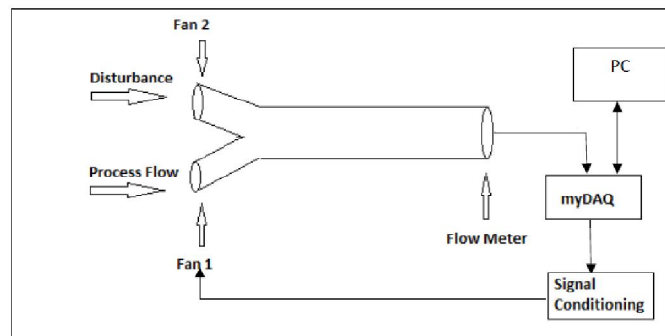 Fan 2
Disturbance
PC
Process Flow
myDAQ
Flow Meter
Fan 1
Signal
Conditioning